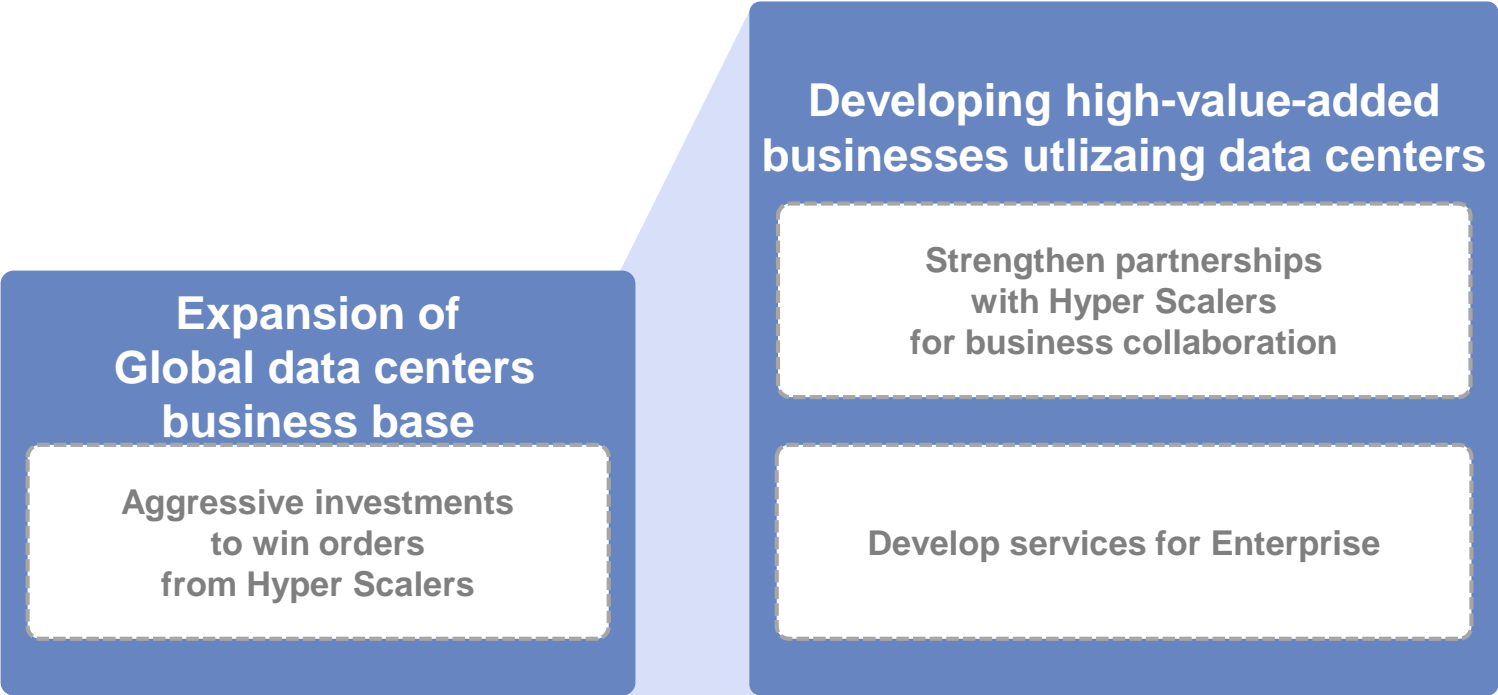 Expansion of
Global data centers
business base
Aggressive investments
to win orders
from Hyper Scalers
Developing high-value-added
businesses utlizaing data centers
Strengthen partnerships
with Hyper Scalers
for business collaboration
Develop services for Enterprise